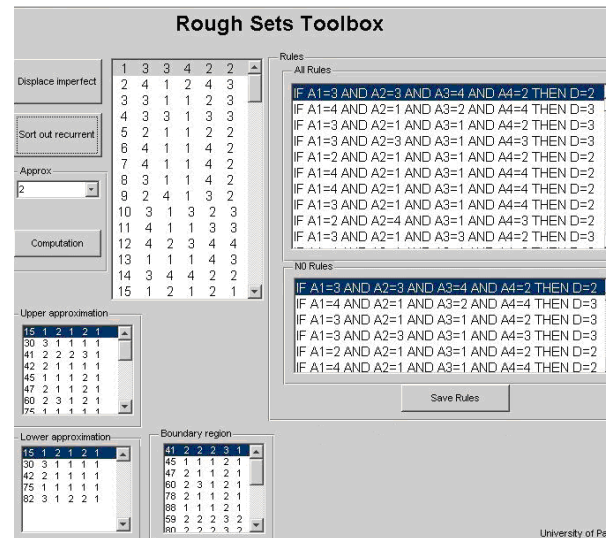 Rough Sets Toolbox
Displace imperfect
Sort out recurrent
Approx
2
Computation
1 3 3 4 2 2
2 4 1 2 4 3
3 3 1 1 2 3
4 3 3 1 3 3
5 2 1 1 2 2
6 4 1 1 4 2
7 4 1 1 4 2
8 3 1 1 4 2
9 2 4 1 3 2
10 3 1 3 2 3
11 4 1 1 3 3
12 4 2 3 4 4
13 1 1 1 4 3
14 3 4 4 2 2
15 1 2 1 2 1
Rules
All Rules
IF A1=3 AND A2=3 AND A3=4 AND A4=2 THEN D=2
IF A1=4 AND A2=1 AND A3=2 AND A4=4 THEN D=3
IF A1=3 AND A2=1 AND A3=1 AND A4=2 THEN D=3
IF A1=3 AND A2=3 AND A3=1 AND A4=3 THEN D=3
IF A1=2 AND A2=1 AND A3=1 AND A4=2 THEN D=2
IF A1=4 AND A2=1 AND A3=1 AND A4=4 THEN D=2
IF A1=4 AND A2=1 AND A3=1 AND A4=4 THEN D=2
IF A1=3 AND A2=1 AND A3=1 AND A4=4 THEN D=2
IF A1=2 AND A2=4 AND A3=1 AND A4=3 THEN D=2
IF A1=3 AND A2=1 AND A3=3 AND A4=2 THEN D=3
N0 Rules
IF A1=3 AND A2=3 AND A3=4 AND A4=2 THEN D=2
IF A1=4 AND A2=1 AND A3=2 AND A4=4 THEN D=3
IF A1=3 AND A2=1 AND A3=1 AND A4=2 THEN D=3
IF A1=3 AND A2=3 AND A3=1 AND A4=3 THEN D=3
IF A1=2 AND A2=1 AND A3=1 AND A4=2 THEN D=2
IF A1=4 AND A2=1 AND A3=1 AND A4=4 THEN D=2
Save Rules
Upper approximation
15 1 2 1 2 1
30 3 1 1 1 1
41 2 2 2 3 1
42 2 1 1 1 1
45 1 1 1 2 1
47 2 1 1 2 1
60 2 3 1 2 1
75 1 1 1 1 1
Lower approximation
15 1 2 1 2 1
30 3 1 1 1 1
42 2 1 1 1 1
75 1 1 1 1 1
82 3 1 2 2 1
Boundary region
41 2 2 2 3 1
45 1 1 1 2 1
47 2 1 1 2 1
60 2 3 1 2 1
78 2 1 1 2 1
88 1 1 1 2 1
59 2 2 2 3 2
80 2 2 2 3 2
University of Pa